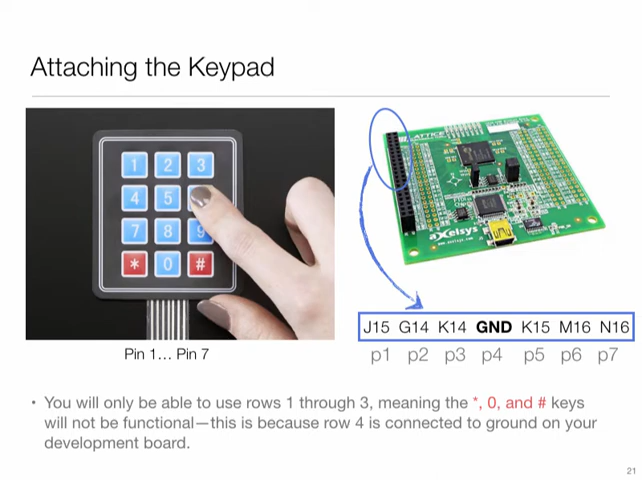 Attaching the Keypad
1 2 3
4 5
7 8 9
* 0 #
LATTICE
axelsys
J15 G14 K14 GND K15 M16 N16
p1 p2 p3 p4 p5 p6 p7
Pin 1... Pin 7
• You will only be able to use rows 1 through 3, meaning the *, 0, and # keys
will not be functional—this is because row 4 is connected to ground on your
development board.
21